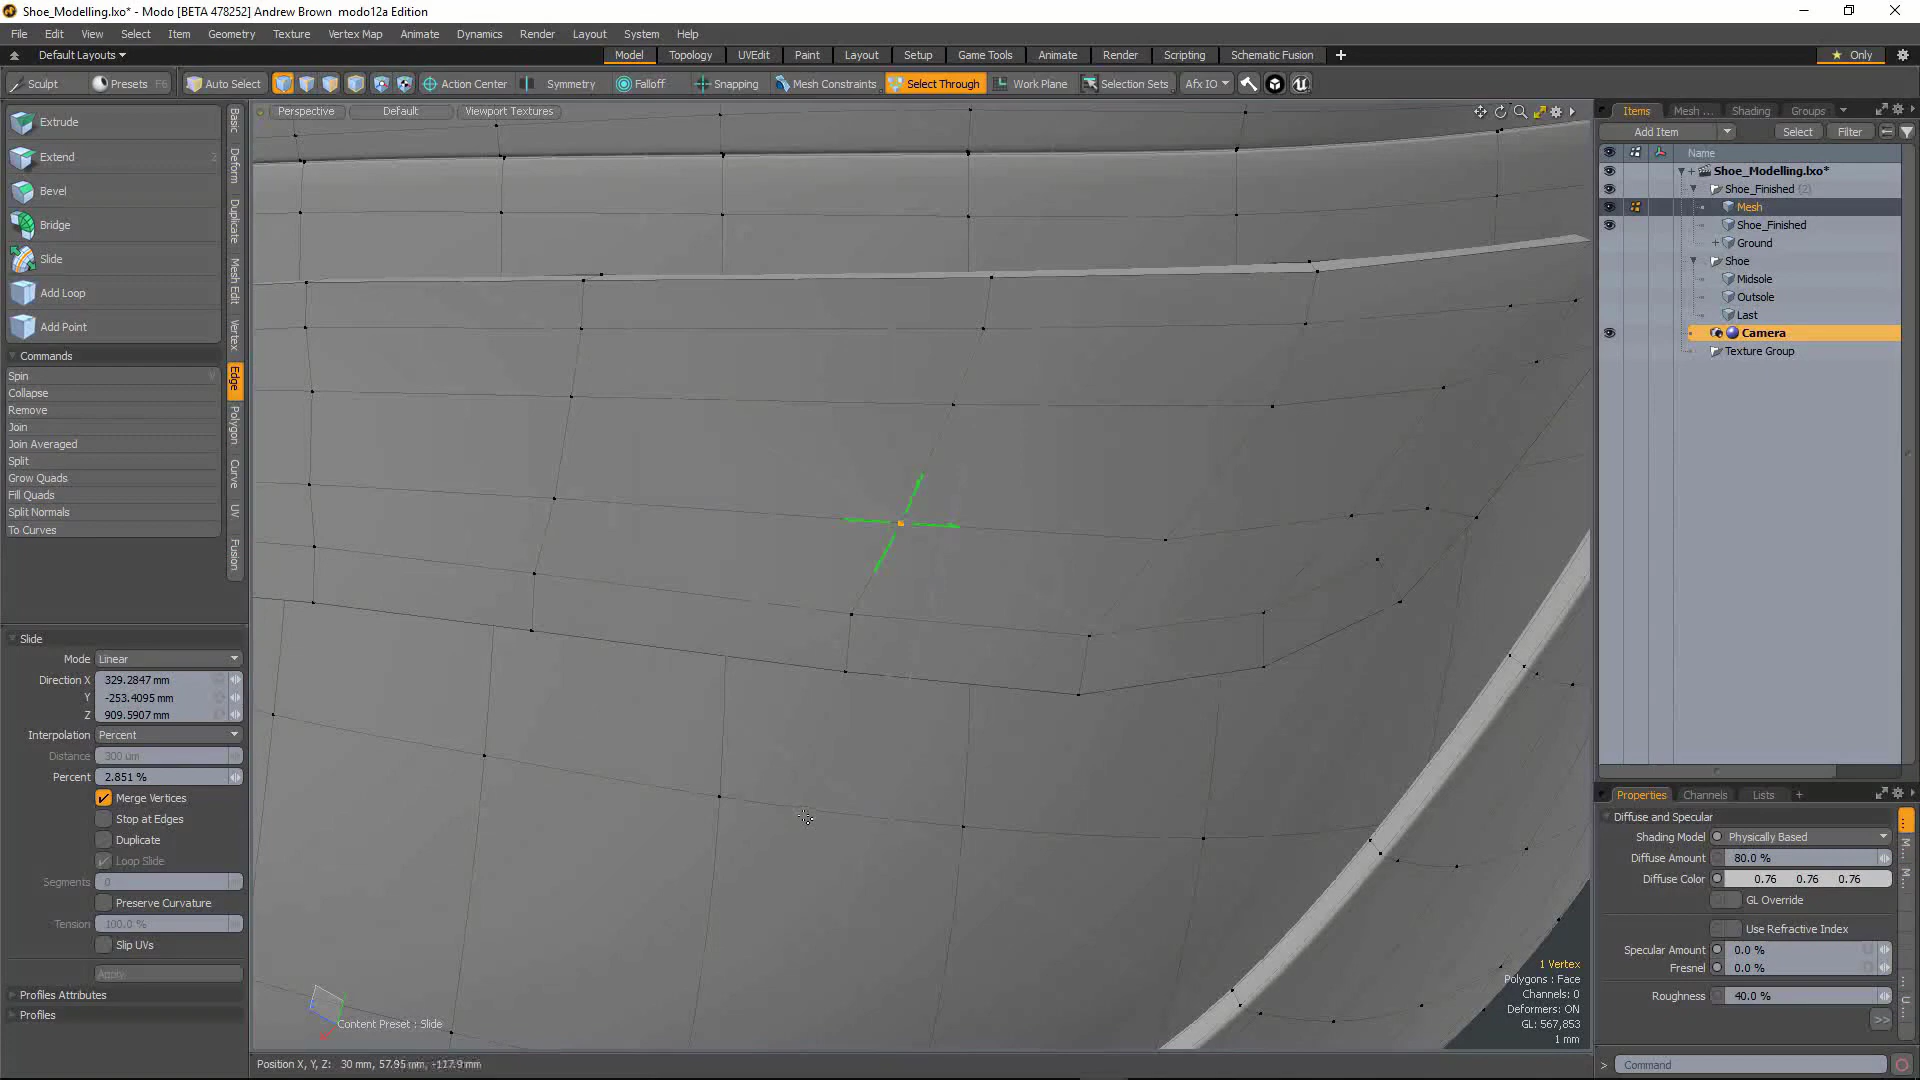 Shoe_Modelling.lxo* - Modo [BETA 478252] Andrew Brown modo12a Edition
File Edit View Select Item Geometry Texture Vertex Map Animate Dynamics Render Layout System Help
Default Layouts Model Topology UVEdit Paint Layout Setup Game Tools Animate Render Scripting Schematic Fusion Only
Sculpt Presets F6 Auto Select Action Center Symmetry Falloff Snapping Mesh Constraints Select Through Work Plane Selection Sets Afx IO
Extrude
Extend 2
Bevel
Bridge
Slide
Add Loop
Add Point
Commands
Spin
Collapse
Remove
Join
Join Averaged
Split
Grow Quads
Fill Quads
Split Normals
To Curves
Basic
Deform
Duplicate
Mesh Edit
Vertex
Edge
Polygon
Curve
UV
Fusion
Slide
Mode Linear
Direction X 329.2847 mm
Y -253.4095 mm
Z 909.5907 mm
Interpolation Percent
Distance 300 um
Percent 2.851 %
Merge Vertices
Stop at Edges
Duplicate
Loop Slide
Segments 0
Preserve Curvature
Tension 100.0 %
Slip UVs
Apply
Profiles Attributes
Profiles
Perspective Default Viewport Textures
Content Preset : Slide
1 Vertex
Polygons : Face
Channels: 0
Deformers: ON
GL: 567,853
1 mm
Position X, Y, Z: 30 mm, 57.95 mm, -117.9 mm
Items Mesh ... Shading Groups
Add Item Select Filter
Name
Shoe_Modelling.lxo*
Shoe_Finished (2)
Mesh
Shoe_Finished
Ground
Shoe
Midsole
Outsole
Last
Camera
Texture Group
Properties Channels Lists +
Diffuse and Specular
Shading Model Physically Based
Diffuse Amount 80.0 %
Diffuse Color 0.76 0.76 0.76
GL Override
Use Refractive Index
Specular Amount 0.0 %
Fresnel 0.0 %
Roughness 40.0 %
>>
> Command